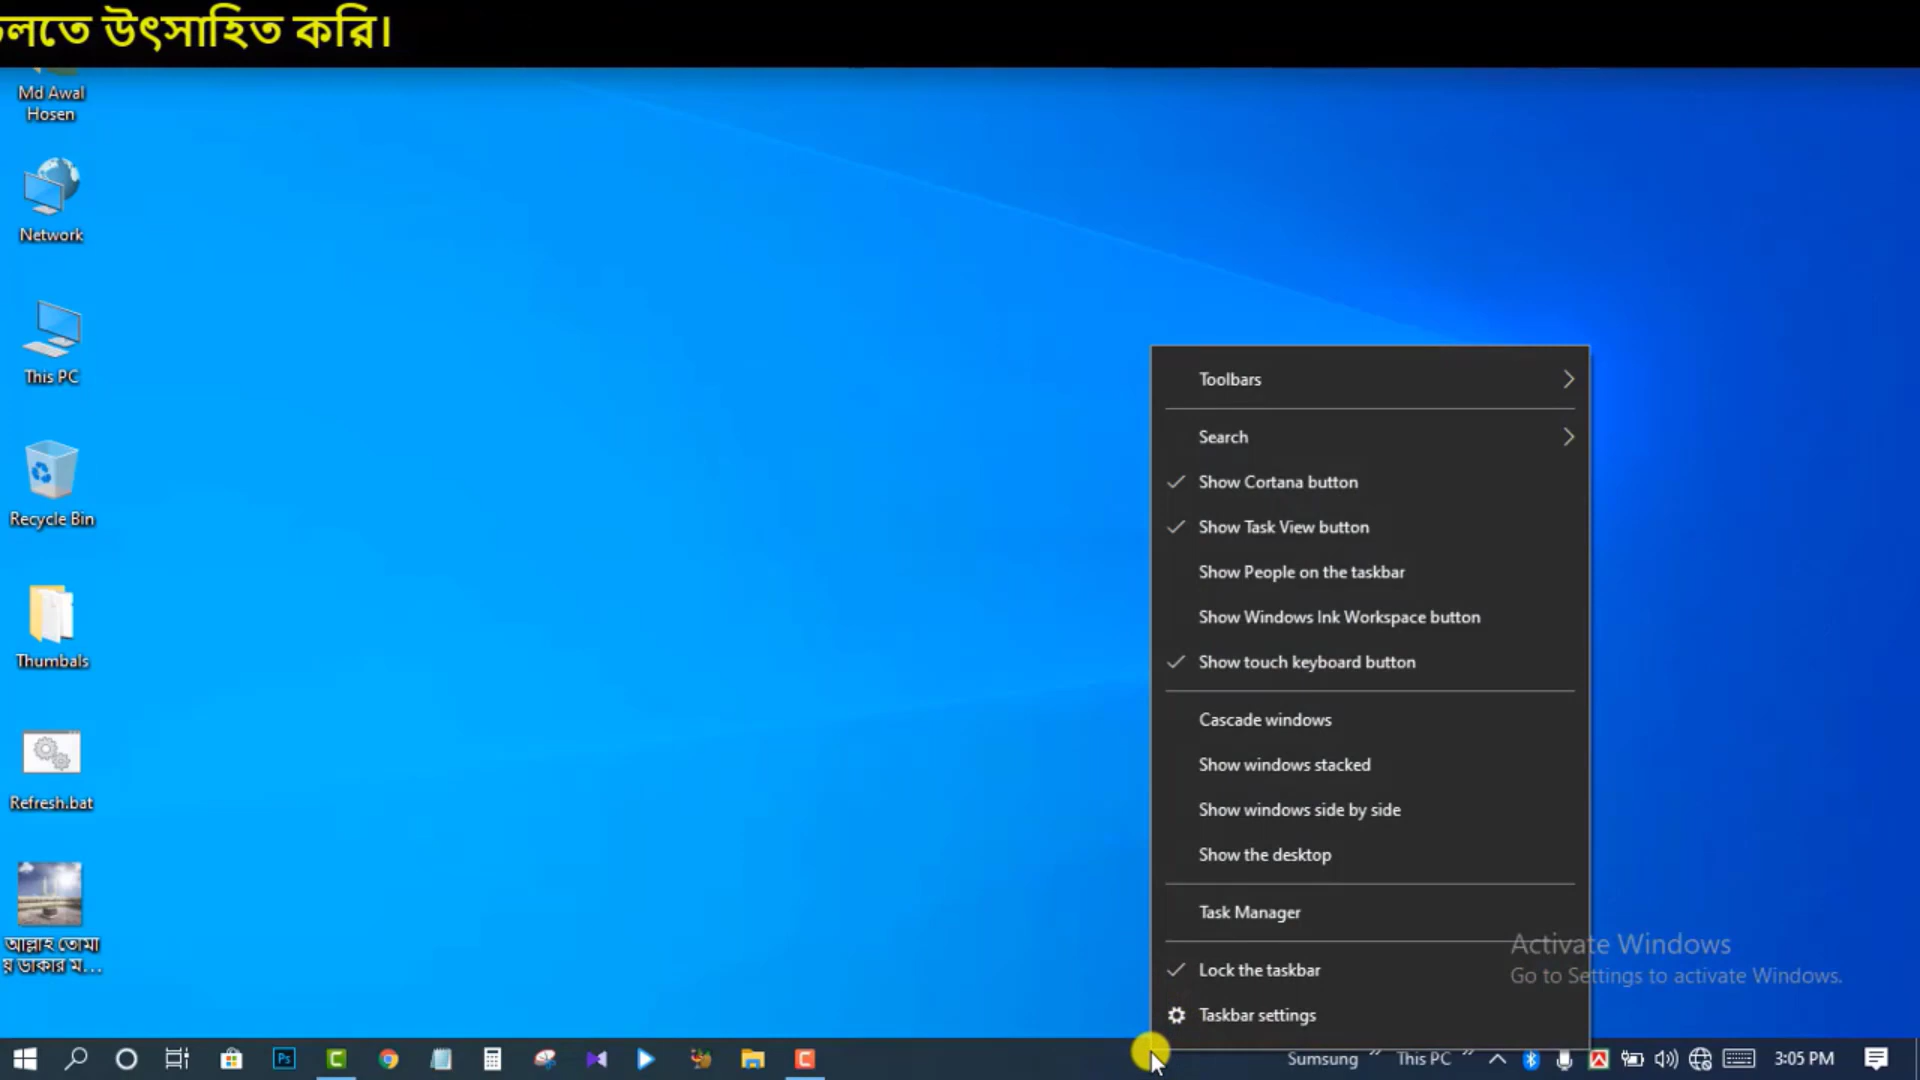 চলতে উৎসাহিত করি।
Md Awal
Hosen
Network
This PC
Recycle Bin
Thumbals
Refresh.bat
আল্লাহ তোমা
য় ডাকার ম...
Toolbars
Search
Show Cortana button
Show Task View button
Show People on the taskbar
Show Windows Ink Workspace button
Show touch keyboard button
Cascade windows
Show windows stacked
Show windows side by side
Show the desktop
Task Manager
Lock the taskbar
Taskbar settings
Activate Windows
Go to Settings to activate Windows.
Ps
Sumsung
This PC
3:05 PM